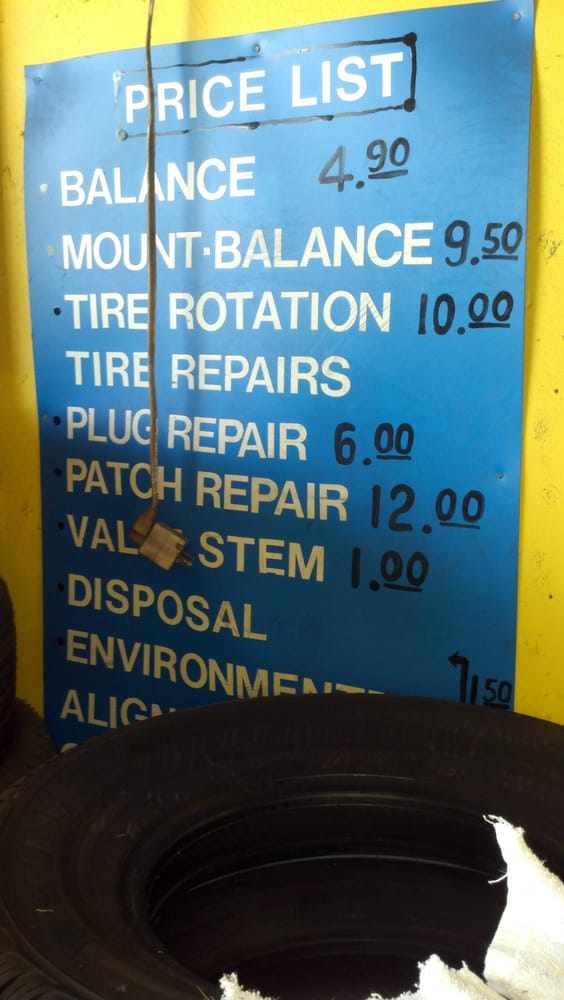 PRICE LIST
BALANCE 4.90
MOUNT·BALANCE 9.50
TIRE ROTATION 10.00
TIRE REPAIRS
PLUG REPAIR 6.00
PATCH REPAIR 12.00
STEM 1.00
DISPOSAL
1.50